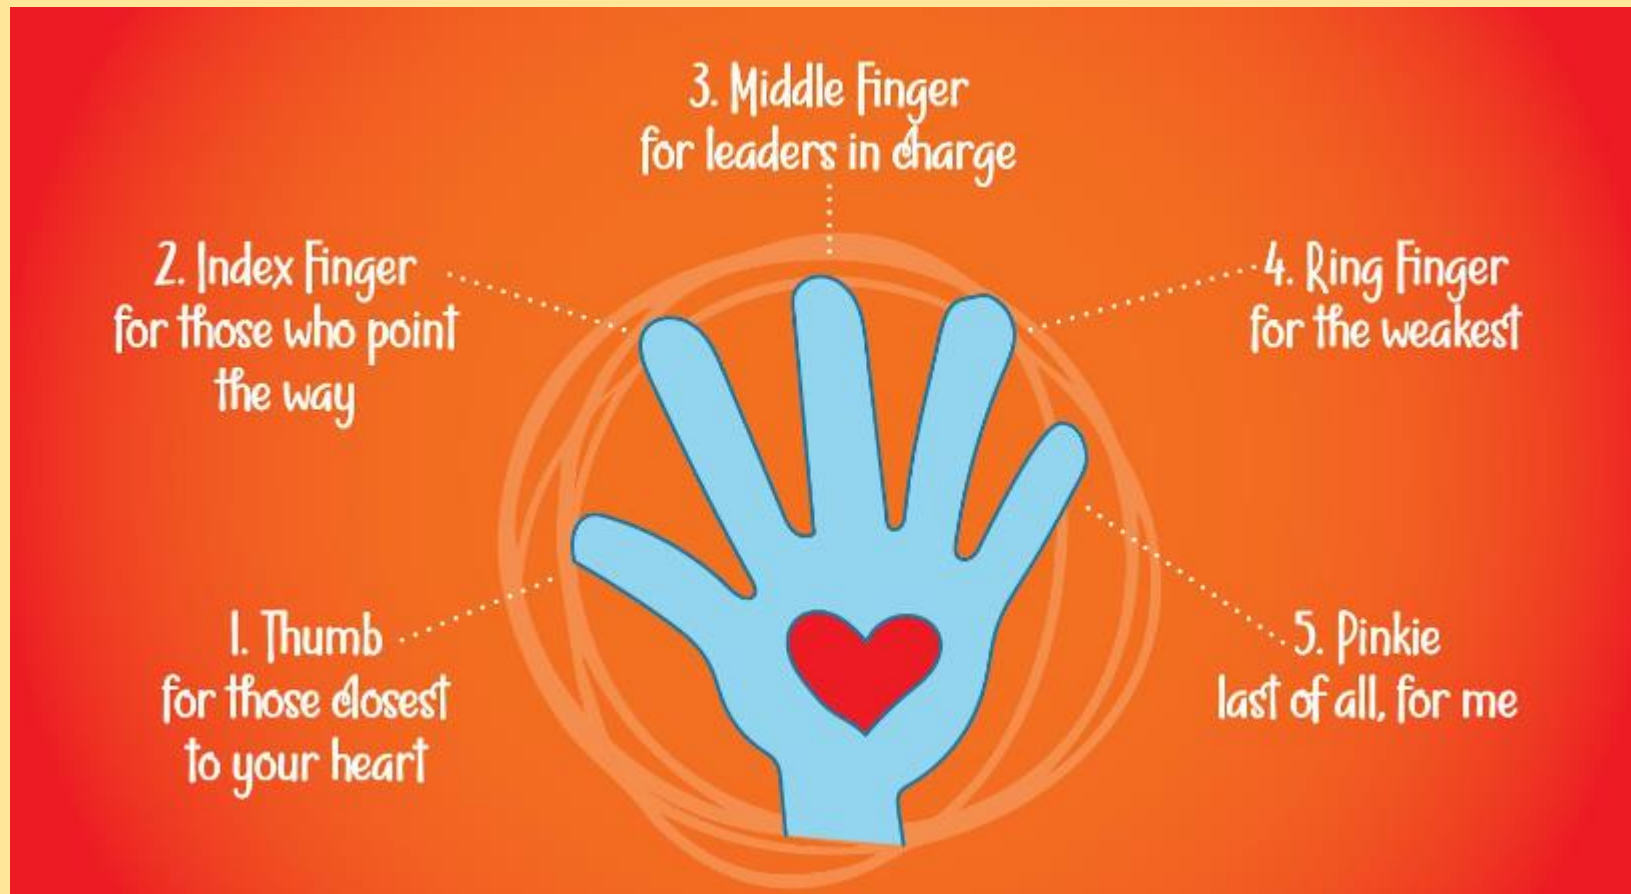 1. Thumb
for those closest
to your heart
2. Index Finger
for those who point
the way
3. Middle Finger
for leaders in charge
4. Ring Finger
for the weakest
5. Pinkie
last of all, for me